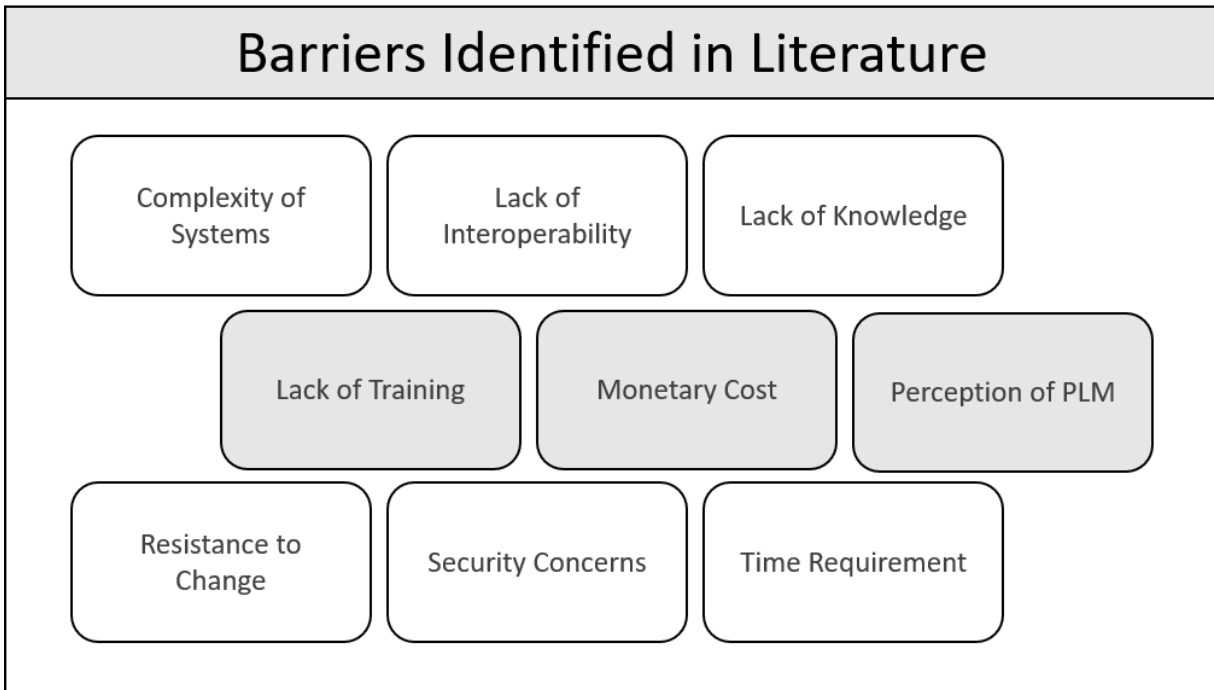 Barriers Identified in Literature
Complexity of
Systems
Lack of
Interoperability
Lack of Knowledge
Lack of Training
Monetary Cost
Perception of PLM
Resistance to
Change
Security Concerns
Time Requirement